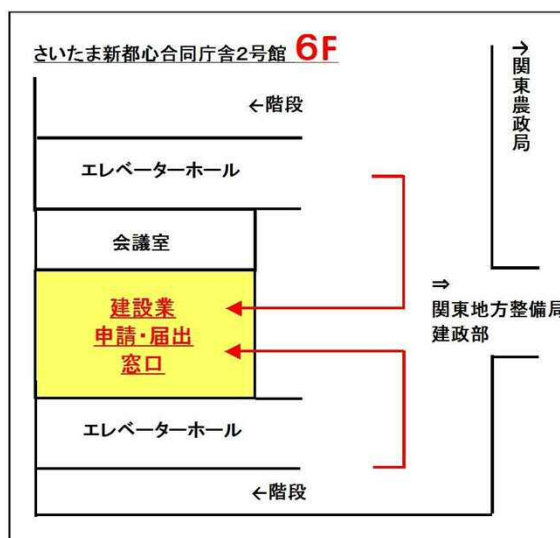 さいたま新都心合同庁舎2号館 6F
←階段
エレベーターホール
会議室
建設業
申請・届出
窓口
エレベーターホール
←階段
→
関東農政局
⇒
関東地方整備局
建政部